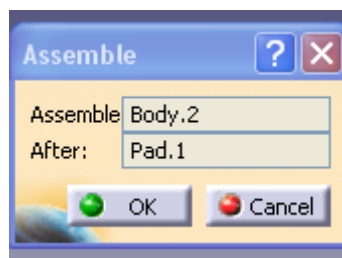 Assemble
?
Assemble Body.2
After: Pad.1
OK Cancel